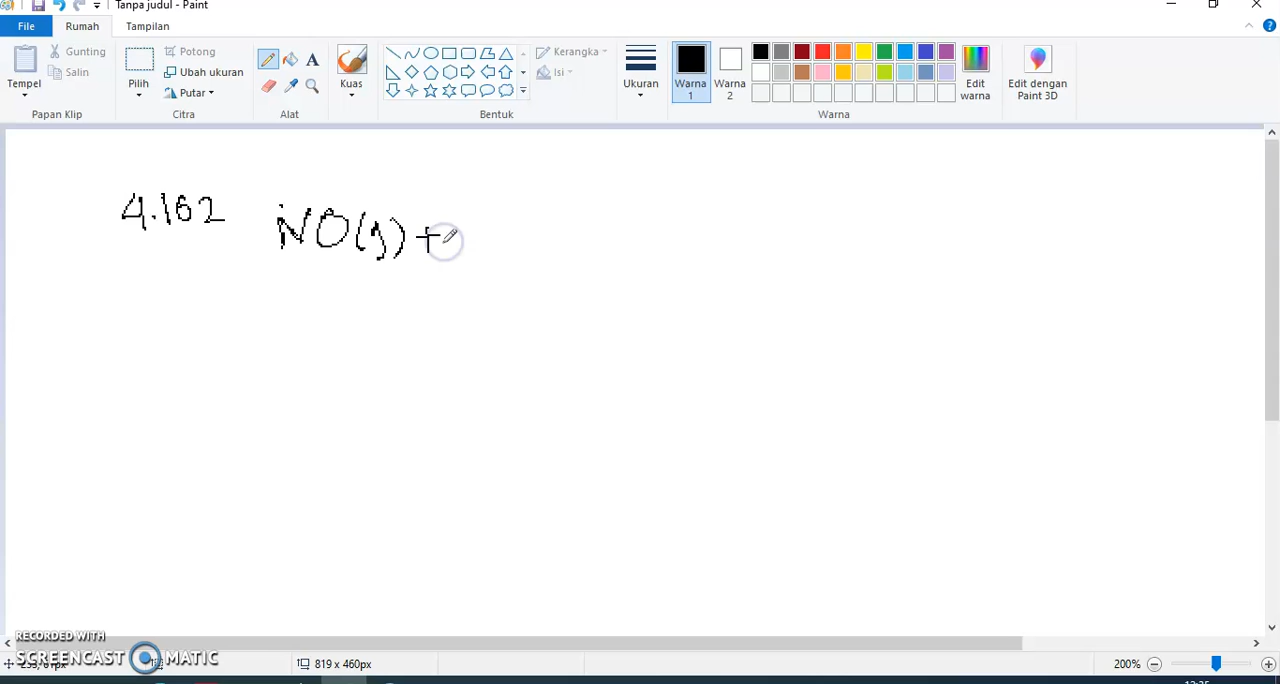 Tanpa judul - Paint
File Rumah Tampilan
Tempel
Gunting
Salin
Papan Klip
Pilih
Potong
Ubah ukuran
Putar
Citra
Alat
Kuas
Bentuk
Kerangka
Isi
Ukuran
Warna 1
Warna 2
Edit warna
Warna
Edit dengan Paint 3D
4.162 NO(g) +
RECORDED WITH
SCREENCAST MATIC
819 x 460px
200%